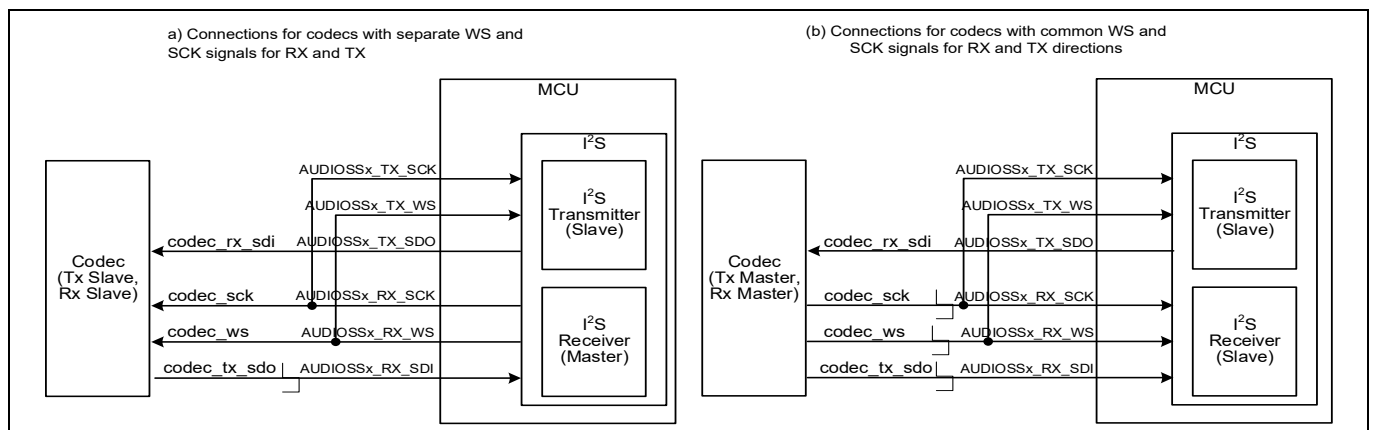 a) Connections for codecs with separate WS and
SCK signals for RX and TX
MCU
I²S
AUDIOSSx_TX_SCK
I²S
Transmitter
(Slave)
AUDIOSSx_TX_WS
codec_rx_sdi
AUDIOSSx_TX_SDO
Codec
(Tx Slave,
Rx Slave)
codec_sck
AUDIOSSx_RX_SCK
codec_ws
AUDIOSSx_RX_WS
I²S
Receiver
(Master)
codec_tx_sdo
AUDIOSSx_RX_SDI
(b) Connections for codecs with common WS and
SCK signals for RX and TX directions
MCU
I²S
AUDIOSSx_TX_SCK
I²S
Transmitter
(Slave)
AUDIOSSx_TX_WS
codec_rx_sdi
AUDIOSSx_TX_SDO
Codec
(Tx Master,
Rx Master)
codec_sck
AUDIOSSx_RX_SCK
codec_ws
AUDIOSSx_RX_WS
I²S
Receiver
(Slave)
codec_tx_sdo
AUDIOSSx_RX_SDI